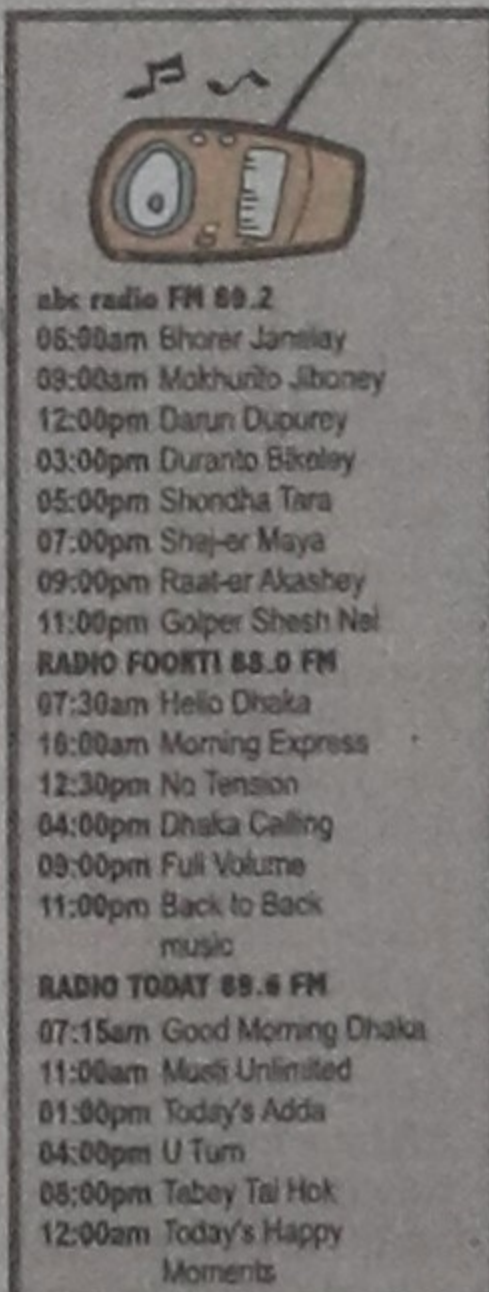 abc radio FM 89.2
06:00am Bhorer Janalay
09:00am Mokhurito Jiboney
12:00pm Darun Dupurey
03:00pm Duranto Bikeley
05:00pm Shondha Tara
07:00pm Shaj-er Maya
09:00pm Raat-er Akashey
11:00pm Golper Shesh Nei
RADIO FOORTI 88.0 FM
07:30am Hello Dhaka
10:00am Morning Express
12:30pm No Tension
04:00pm Dhaka Calling
09:00pm Full Volume
11:00pm Back to Back
music
RADIO TODAY 89.6 FM
07:15am Good Morning Dhaka
11:00am Musti Unlimited
01:00pm Today's Adda
04:00pm U Turn
08:00pm Tabey Tai Hok
12:00am Today's Happy
Moments